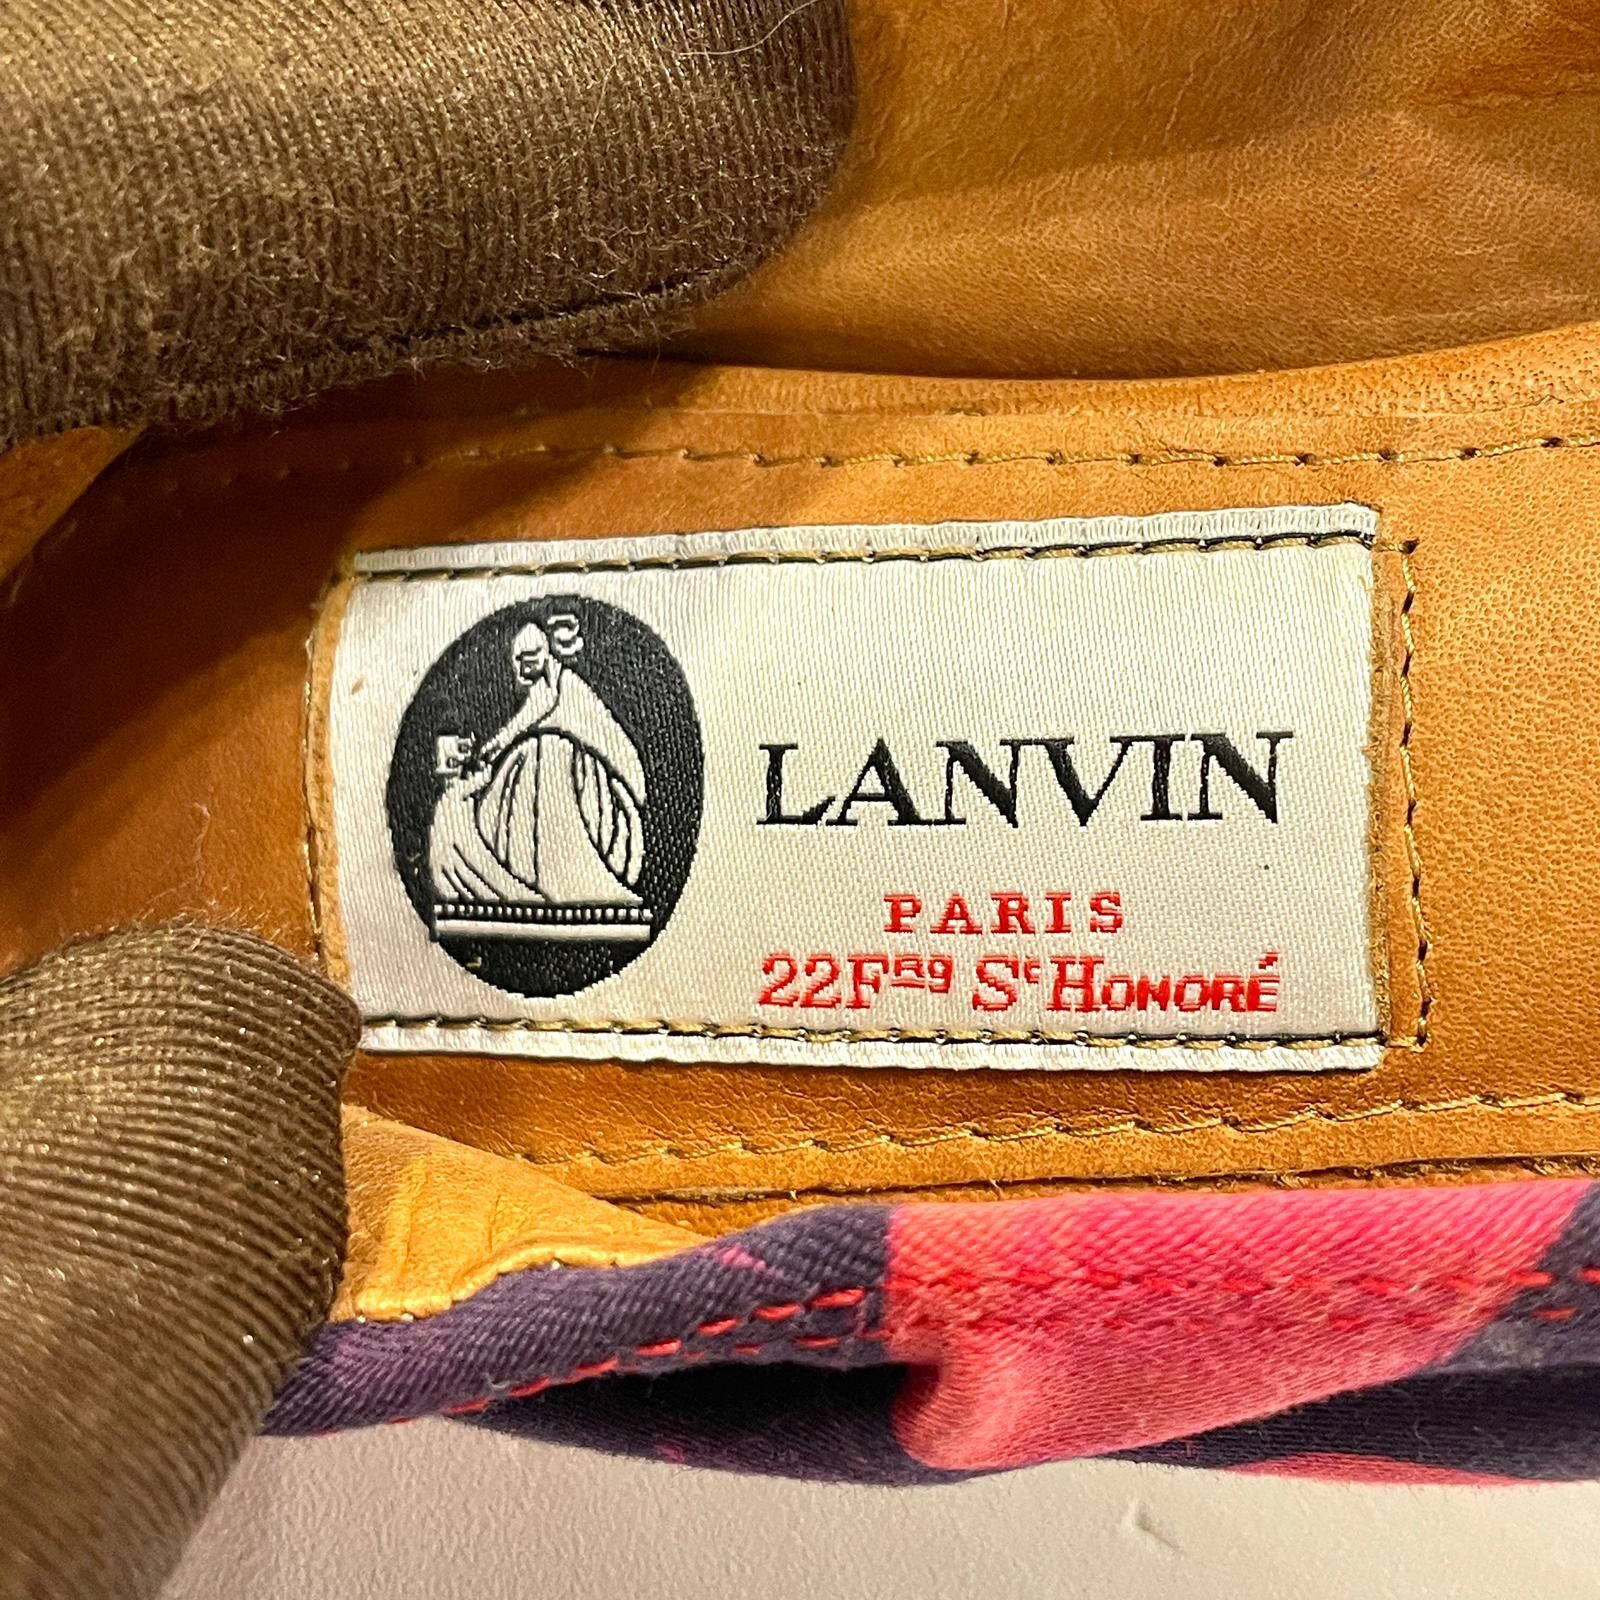 LANVIN
PARIS
22Fbg St HONORÉ